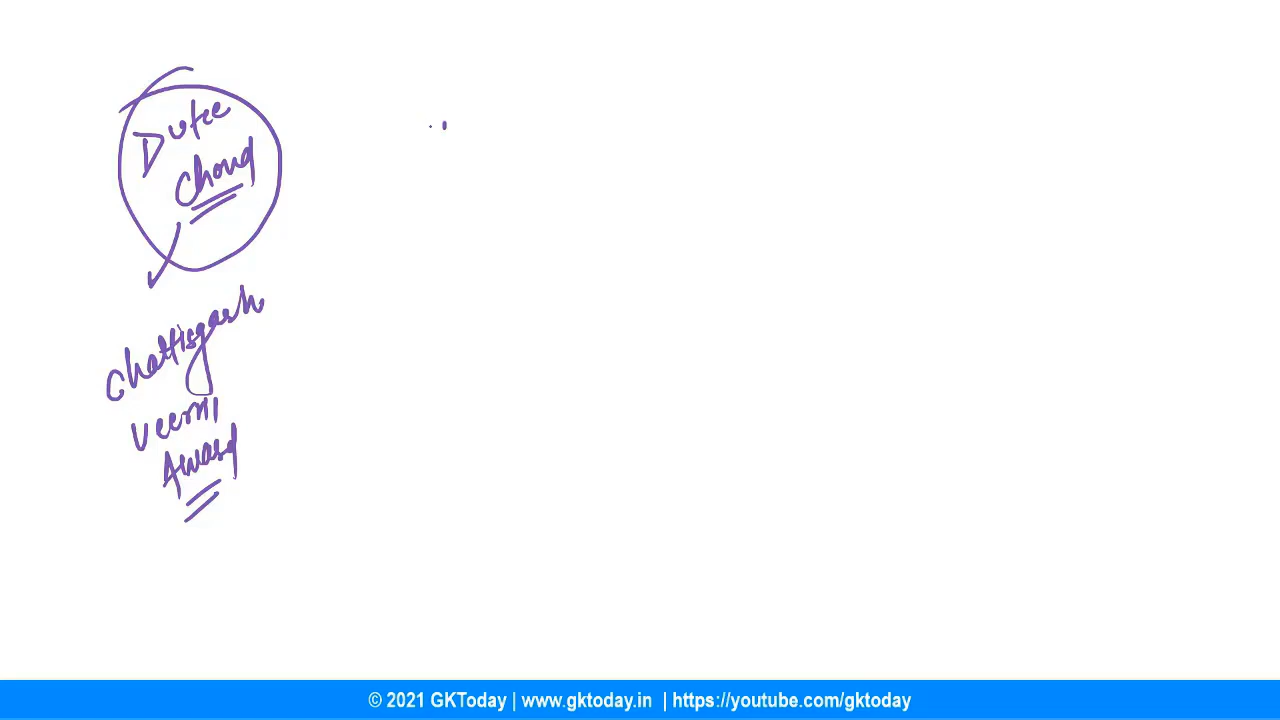 Dutee
Chand
Chattisgarh
Veerni
Award
© 2021 GKToday | www.gktoday.in | https://youtube.com/gktoday